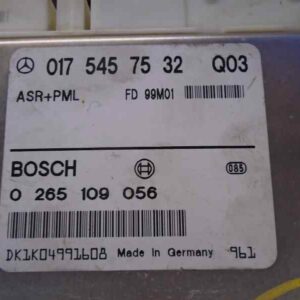 017 545 75 32 Q03
ASR+PML FD 99M01
BOSCH 085
0 265 109 056
DK1K04991608 Made in Germany 961